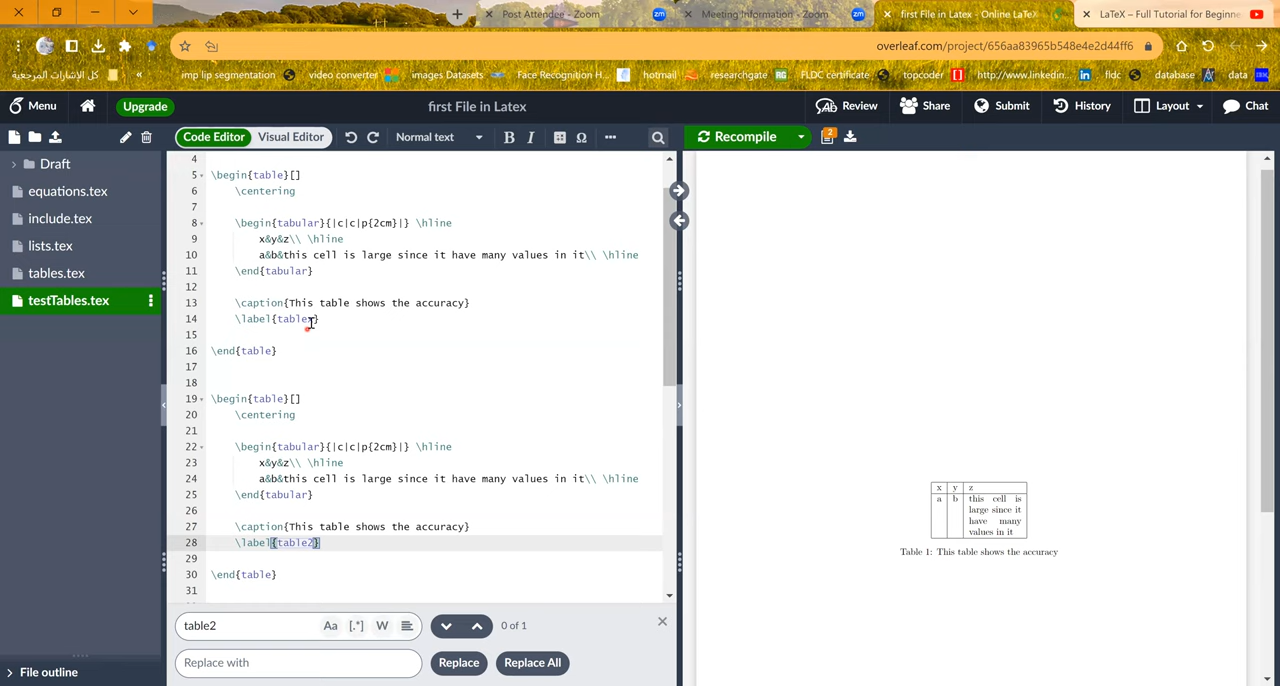 Post Attendee - Zoom
Meeting Information - Zoom
first File in Latex - Online LaTeX
LaTeX – Full Tutorial for Beginne
overleaf.com/project/656aa83965b548e4e2d44ff6
كل الإشارات المرجعية
«
imp lip segmentation
video converter
images Datasets
Face Recognition H...
hotmail
researchgate
FLDC certificate
topcoder
http://www.linkedin...
fldc
database
data
Menu
Upgrade
first File in Latex
Review
Share
Submit
History
Layout
Chat
Code Editor
Visual Editor
Normal text
B I Ω
Recompile
2
Draft
equations.tex
include.tex
lists.tex
tables.tex
testTables.tex
File outline
4
5 \begin{table}[]
6 \centering
7
8 \begin{tabular}{|c|c|p{2cm}|} \hline
9 x&y&z\\ \hline
10 a&b&this cell is large since it have many values in it\\ \hline
11 \end{tabular}
12
13 \caption{This table shows the accuracy}
14 \label{table }
15
16 \end{table}
17
18
19 \begin{table}[]
20 \centering
21
22 \begin{tabular}{|c|c|p{2cm}|} \hline
23 x&y&z\\ \hline
24 a&b&this cell is large since it have many values in it\\ \hline
25 \end{tabular}
26
27 \caption{This table shows the accuracy}
28 \label{table2}
29
30 \end{table}
31
table2
Aa [.*] W
0 of 1
Replace with
Replace
Replace All
x y z
a b this cell is
large since it
have many
values in it
Table 1: This table shows the accuracy